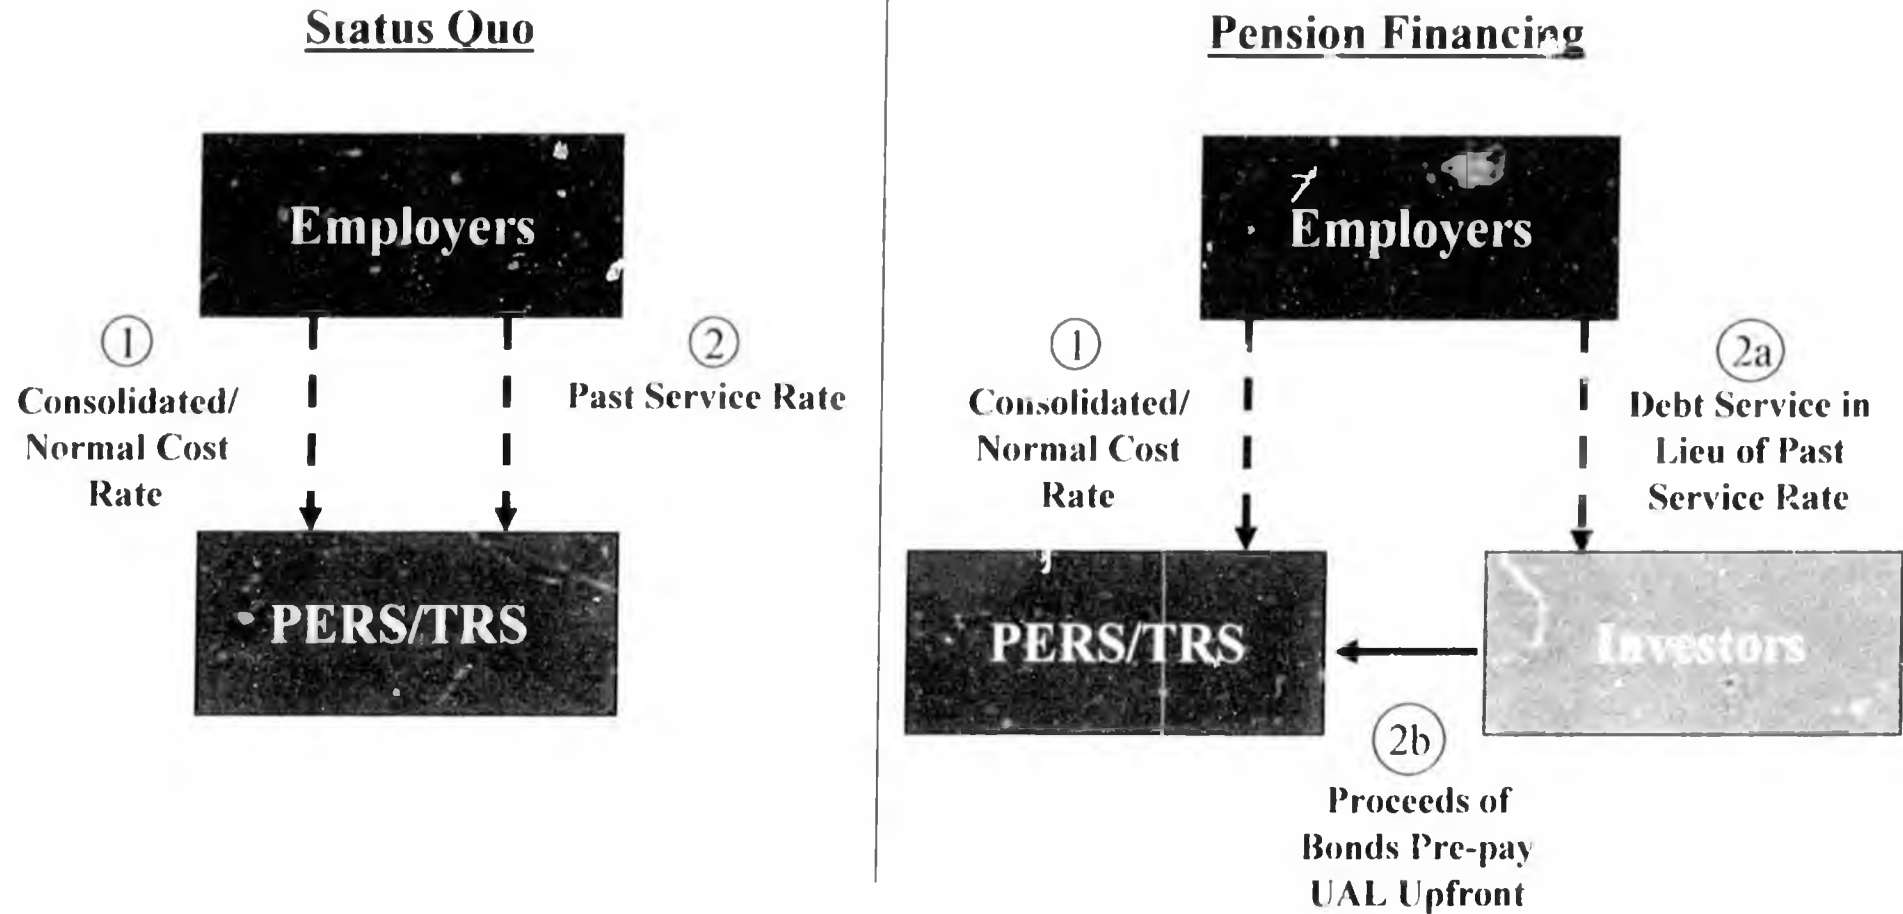 Status Quo
Employers
1
Consolidated/
Normal Cost
Rate
2
Past Service Rate
PERS/TRS
Pension Financing
Employers
1
Consolidated/
Normal Cost
Rate
2a
Debt Service in
Lieu of Past
Service Rate
PERS/TRS
Investors
2b
Proceeds of
Bonds Pre-pay
UAL Upfront